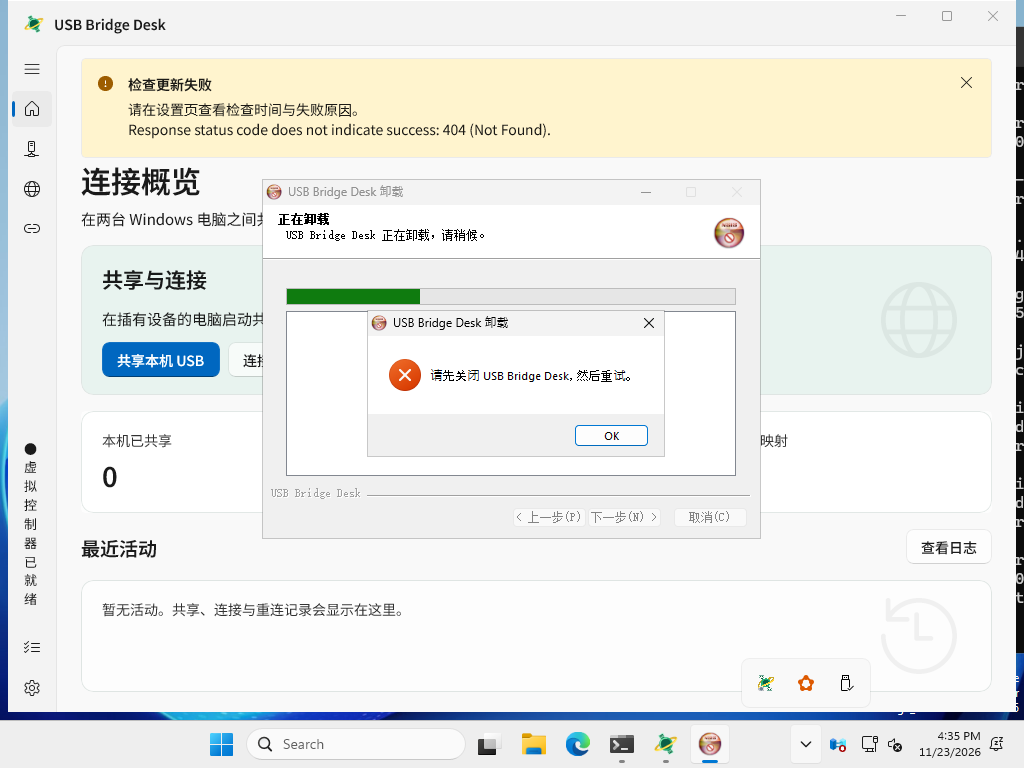 USB Bridge Desk
检查更新失败
请在设置页查看检查时间与失败原因。
Response status code does not indicate success: 404 (Not Found).
连接概览
在两台 Windows 电脑之间
共享与连接
在插有设备的电脑启动共
共享本机 USB
连接
本机已共享
0
映射
最近活动
查看日志
暂无活动。共享、连接与重连记录会显示在这里。
虚拟控制器已就绪
USB Bridge Desk 卸载
正在卸载
USB Bridge Desk 正在卸载，请稍候。
USB Bridge Desk 卸载
请先关闭 USB Bridge Desk, 然后重试。
OK
USB Bridge Desk
< 上一步(P)
下一步(N) >
取消(C)
Search
4:35 PM
11/23/2026